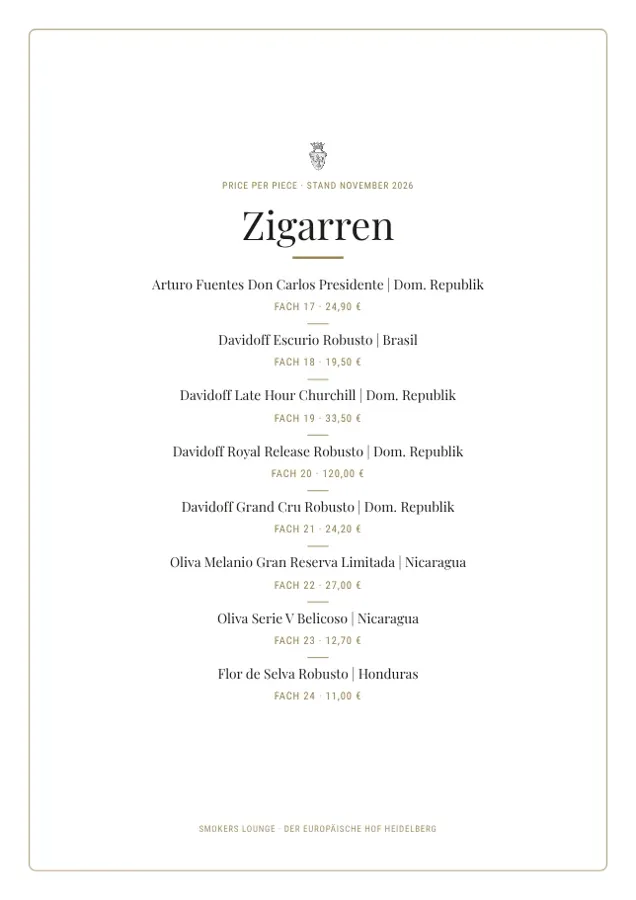 PRICE PER PIECE · STAND NOVEMBER 2026
Zigarren
Arturo Fuentes Don Carlos Presidente | Dom. Republik
FACH 17 · 24,90 €
Davidoff Escurio Robusto | Brasil
FACH 18 · 19,50 €
Davidoff Late Hour Churchill | Dom. Republik
FACH 19 · 33,50 €
Davidoff Royal Release Robusto | Dom. Republik
FACH 20 · 120,00 €
Davidoff Grand Cru Robusto | Dom. Republik
FACH 21 · 24,20 €
Oliva Melanio Gran Reserva Limitada | Nicaragua
FACH 22 · 27,00 €
Oliva Serie V Belicoso | Nicaragua
FACH 23 · 12,70 €
Flor de Selva Robusto | Honduras
FACH 24 · 11,00 €
SMOKERS LOUNGE · DER EUROPÄISCHE HOF HEIDELBERG